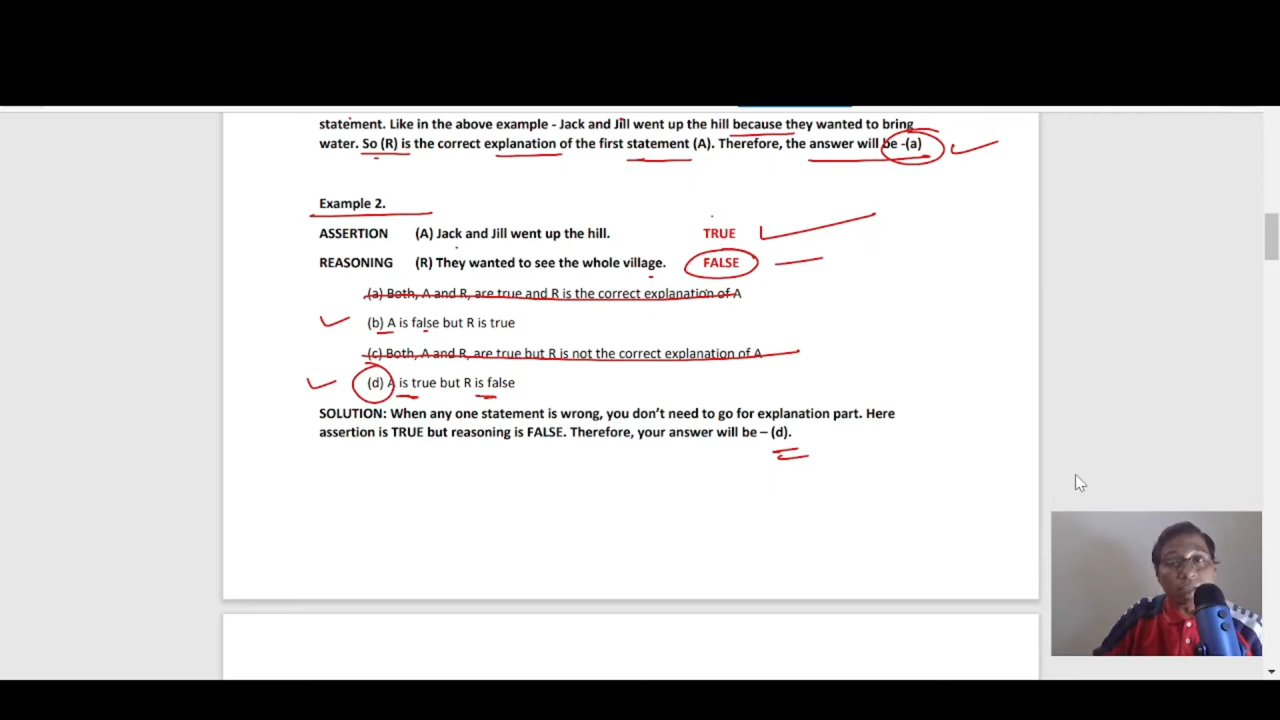 statement. Like in the above example - Jack and Jill went up the hill because they wanted to bring
water. So (R) is the correct explanation of the first statement (A). Therefore, the answer will be -(a)
Example 2.
ASSERTION (A) Jack and Jill went up the hill. TRUE
REASONING (R) They wanted to see the whole village. FALSE
(a) Both, A and R, are true and R is the correct explanation of A
(b) A is false but R is true
(c) Both, A and R, are true but R is not the correct explanation of A
(d) A is true but R is false
SOLUTION: When any one statement is wrong, you don't need to go for explanation part. Here
assertion is TRUE but reasoning is FALSE. Therefore, your answer will be – (d).